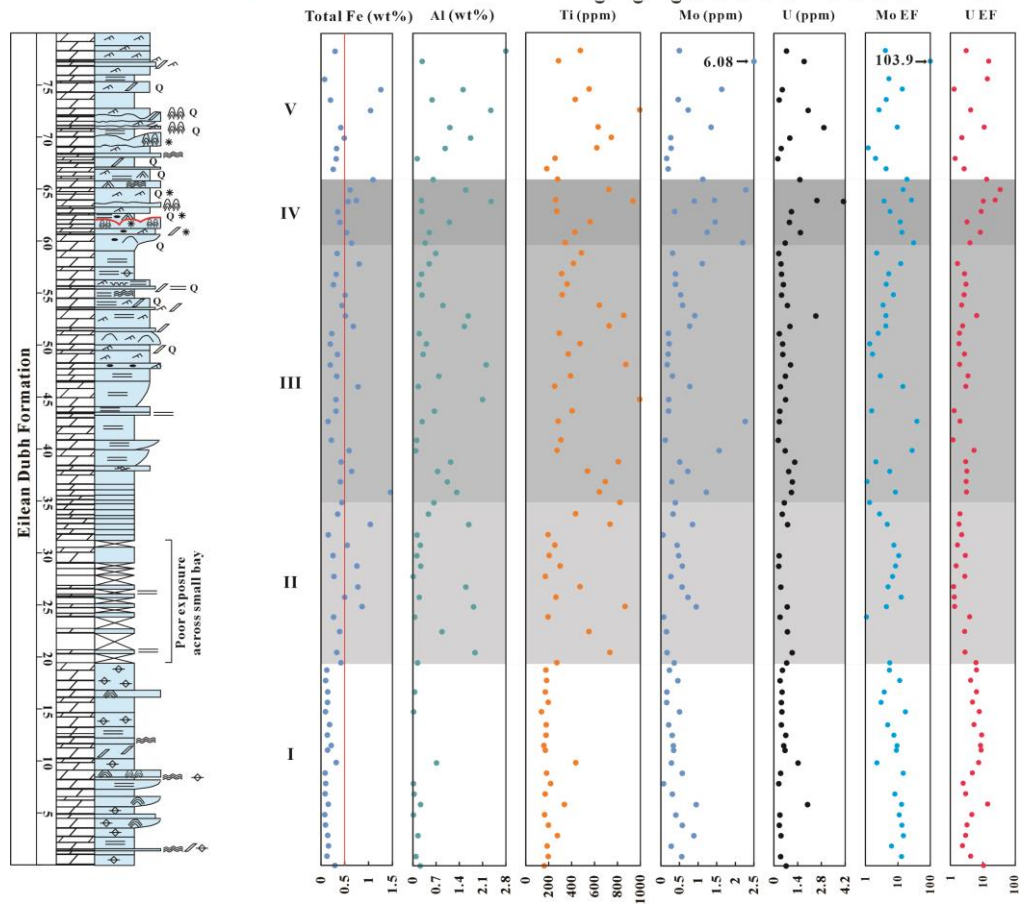 Total Fe (wt%) Al (wt%) Ti (ppm) Mo (ppm) U (ppm) Mo EF U EF
6.08
103.9
Eilean Dubh Formation
Poor exposure
across small bay
75
70
65
60
55
50
45
40
35
30
25
20
15
10
5
Q
Q
Q
Q
Q
Q
Q
Q
Q
Q
Q
V
IV
III
II
I
0 0.5 1 1.5
0 0.7 1.4 2.1 2.8
0 200 400 600 800 1000
0 0.5 1 1.5 2 2.5
0 1.4 2.8 4.2
1 10 100
1 10 100